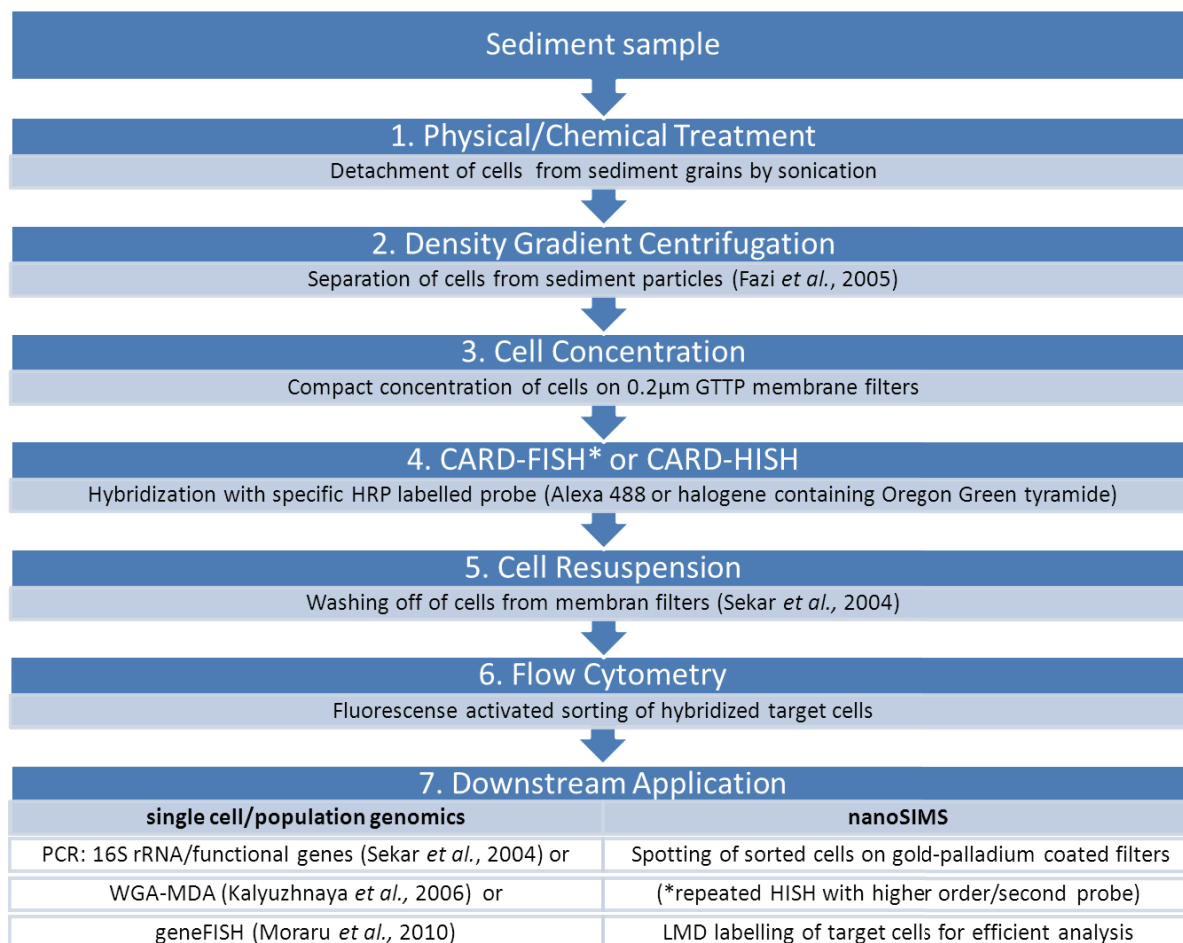 Sediment sample
1. Physical/Chemical Treatment
Detachment of cells from sediment grains by sonication
2. Density Gradient Centrifugation
Separation of cells from sediment particles (Fazi et al., 2005)
3. Cell Concentration
Compact concentration of cells on 0.2µm GTTP membrane filters
4. CARD-FISH* or CARD-HISH
Hybridization with specific HRP labelled probe (Alexa 488 or halogene containing Oregon Green tyramide)
5. Cell Resuspension
Washing off of cells from membran filters (Sekar et al., 2004)
6. Flow Cytometry
Fluorescense activated sorting of hybridized target cells
7. Downstream Application
single cell/population genomics
PCR: 16S rRNA/functional genes (Sekar et al., 2004) or
WGA-MDA (Kalyuzhnaya et al., 2006) or
geneFISH (Moraru et al., 2010)
nanoSIMS
Spotting of sorted cells on gold-palladium coated filters
(*repeated HISH with higher order/second probe)
LMD labelling of target cells for efficient analysis